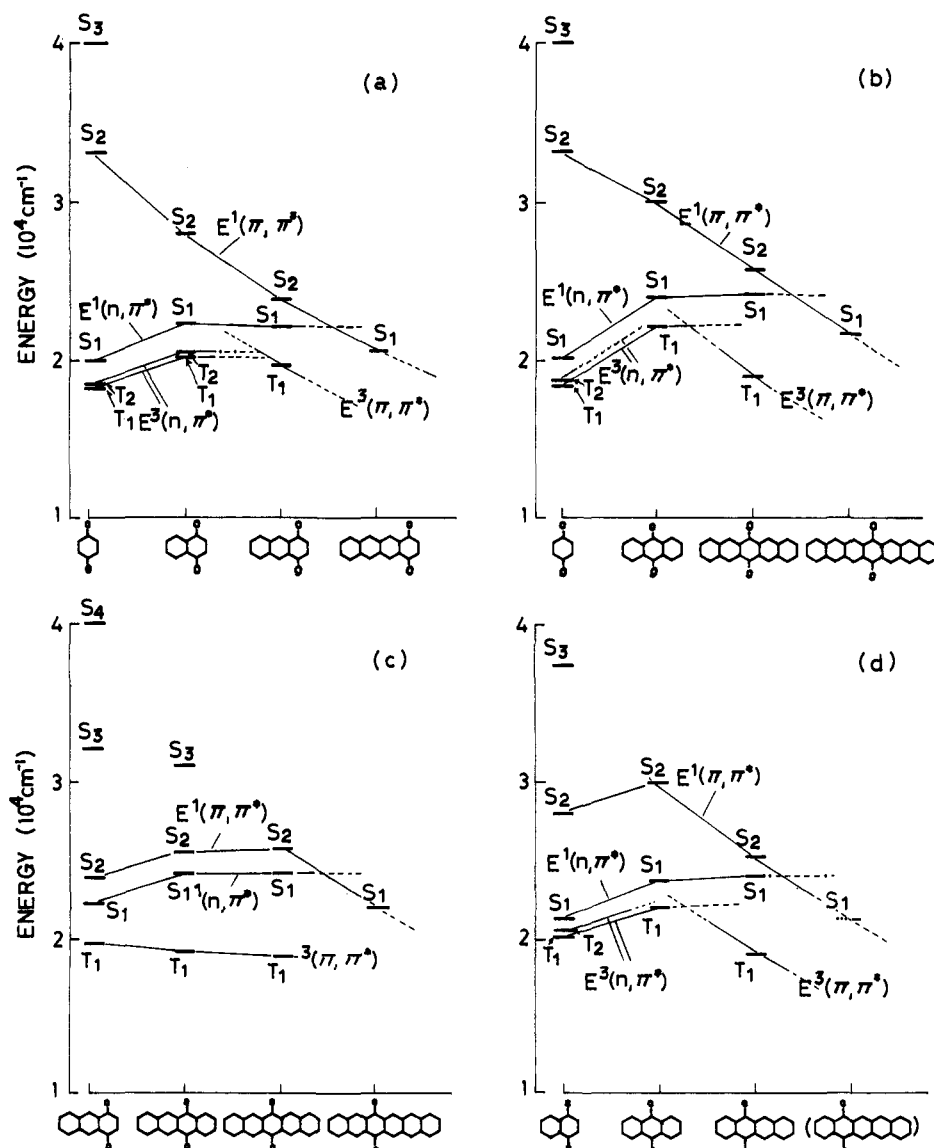 S3
4
(a)
S2
3
ENERGY (10⁴cm⁻¹)
S2
E¹(π, π*)
S2
E¹(n, π*)
S1
S1
S1
S1
2
T2
T1
T2
T1
E³(n, π*)
T1
E³(π, π*)
1
S3
4
(b)
S2
3
S2
E¹(π, π*)
S2
E¹(n, π*)
S1
S1
S1
S1
2
T1
E³(n, π*)
T2
T1
T1
E³(π, π*)
1
S4
4
(c)
S3
S3
3
ENERGY (10⁴cm⁻¹)
E¹(π, π*)
S2
S2
S2
S1
S1
¹(n, π*)
S1
S1
2
T1
T1
T1
³(π, π*)
1
4
(d)
S3
3
S2
S2
E¹(π, π*)
E¹(n, π*)
S2
S1
S1
S1
S1
2
T1
T2
T1
E³(n, π*)
T1
E³(π, π*)
1